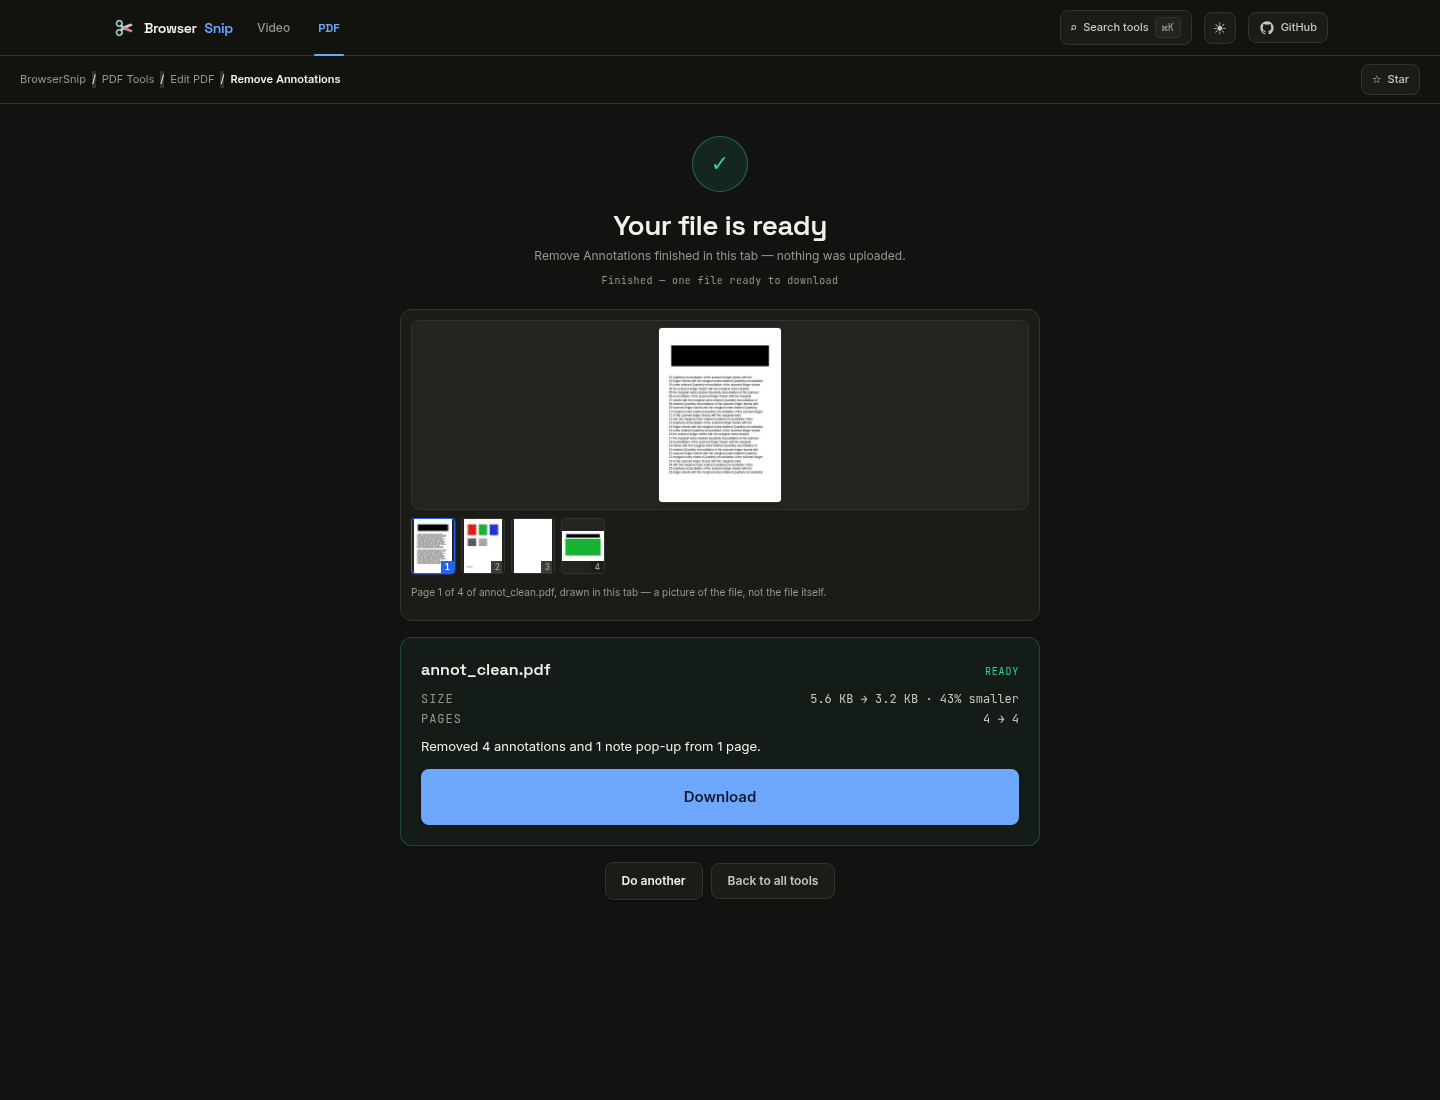 Browser Snip Video PDF Search tools ⌘K GitHub
BrowserSnip / PDF Tools / Edit PDF / Remove Annotations ☆ Star
✓
Your file is ready
Remove Annotations finished in this tab — nothing was uploaded.
Finished — one file ready to download
1 2 3 4
Page 1 of 4 of annot_clean.pdf, drawn in this tab — a picture of the file, not the file itself.
annot_clean.pdf READY
SIZE 5.6 KB → 3.2 KB · 43% smaller
PAGES 4 → 4
Removed 4 annotations and 1 note pop-up from 1 page.
Download
Do another Back to all tools